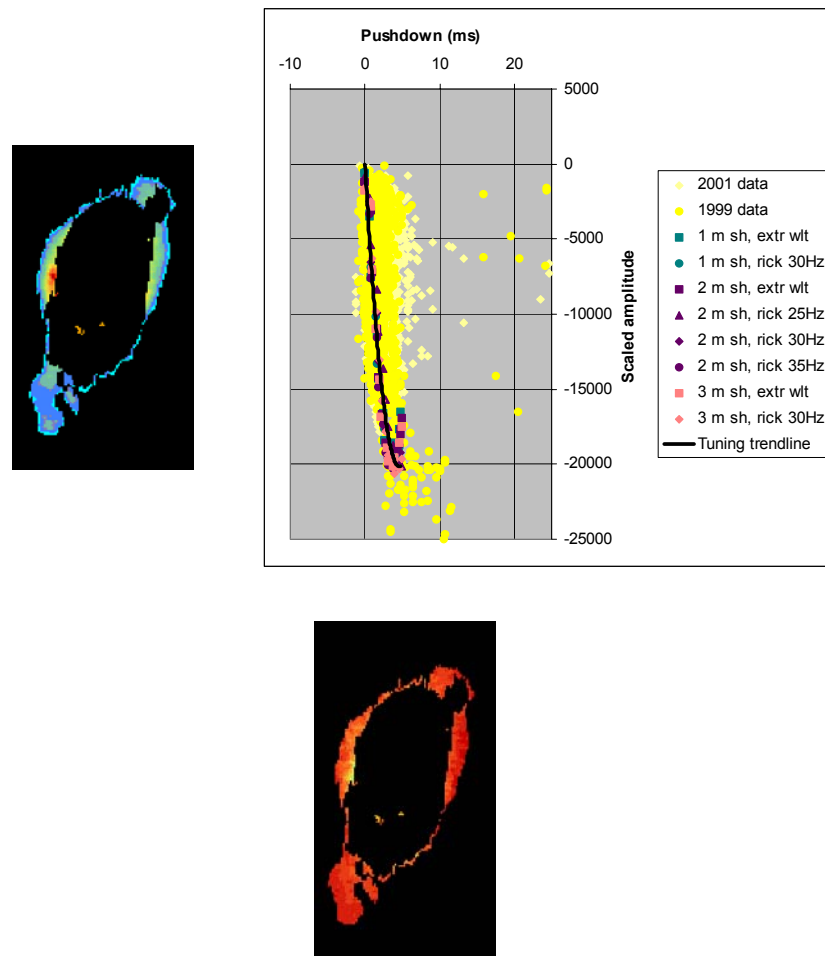 Pushdown (ms)
-10 0 10 20
5000
0
-5000
-10000
-15000
-20000
-25000
Scaled amplitude
2001 data
1999 data
1 m sh, extr wlt
1 m sh, rick 30Hz
2 m sh, extr wlt
2 m sh, rick 25Hz
2 m sh, rick 30Hz
2 m sh, rick 35Hz
3 m sh, extr wlt
3 m sh, rick 30Hz
Tuning trendline